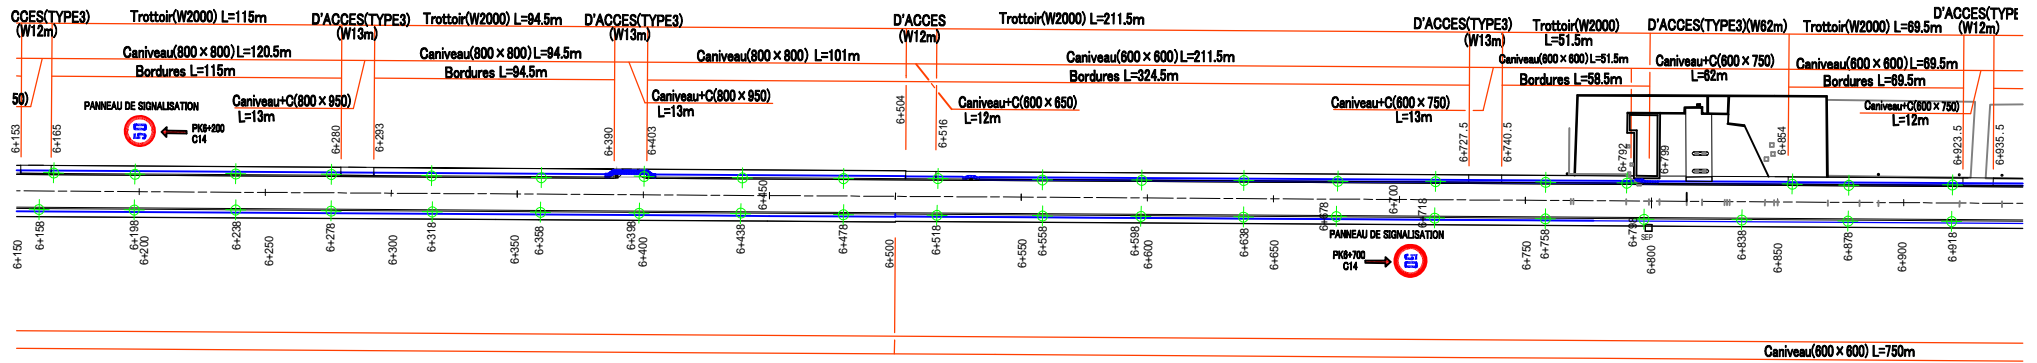 CCES(TYPE3)
(W12m)
Trottoir(W2000) L=115m
D'ACCES(TYPE3)
(W13m)
Trottoir(W2000) L=94.5m
D'ACCES(TYPE3)
(W13m)
D'ACCES
(W12m)
Trottoir(W2000) L=211.5m
D'ACCES(TYPE3)
(W13m)
Trottoir(W2000)
L=51.5m
D'ACCES(TYPE3)(W62m)
Trottoir(W2000) L=69.5m
D'ACCES(TYPE
(W12m)
Caniveau(800×800) L=120.5m
Caniveau(800×800) L=94.5m
Caniveau(800×800) L=101m
Caniveau(600×600) L=211.5m
Caniveau(600×600) L=51.5m
Caniveau+C(600×750)
L=62m
Caniveau(600×600) L=69.5m
Bordures L=115m
Bordures L=94.5m
Bordures L=324.5m
Bordures L=58.5m
Bordures L=69.5m
50)
PANNEAU DE SIGNALISATION
50
PK6+200
C14
Caniveau+C(800×950)
L=13m
Caniveau+C(800×950)
L=13m
Caniveau+C(600×650)
L=12m
Caniveau+C(600×750)
L=13m
Caniveau+C(600×750)
L=12m
6+153
6+165
6+280
6+293
6+390
6+403
6+504
6+516
6+727.5
6+740.5
6+792
6+799
6+854
6+923.5
6+935.5
6+450
6+700
6+150
6+158
6+198
6+200
6+238
6+250
6+278
6+300
6+318
6+350
6+358
6+398
6+400
6+438
6+478
6+500
6+518
6+550
6+558
6+598
6+600
6+638
6+650
6+678
6+718
6+750
6+758
6+798
SEP
6+800
6+838
6+850
6+878
6+900
6+918
PANNEAU DE SIGNALISATION
PK6+700
C14
50
Caniveau(600×600) L=750m